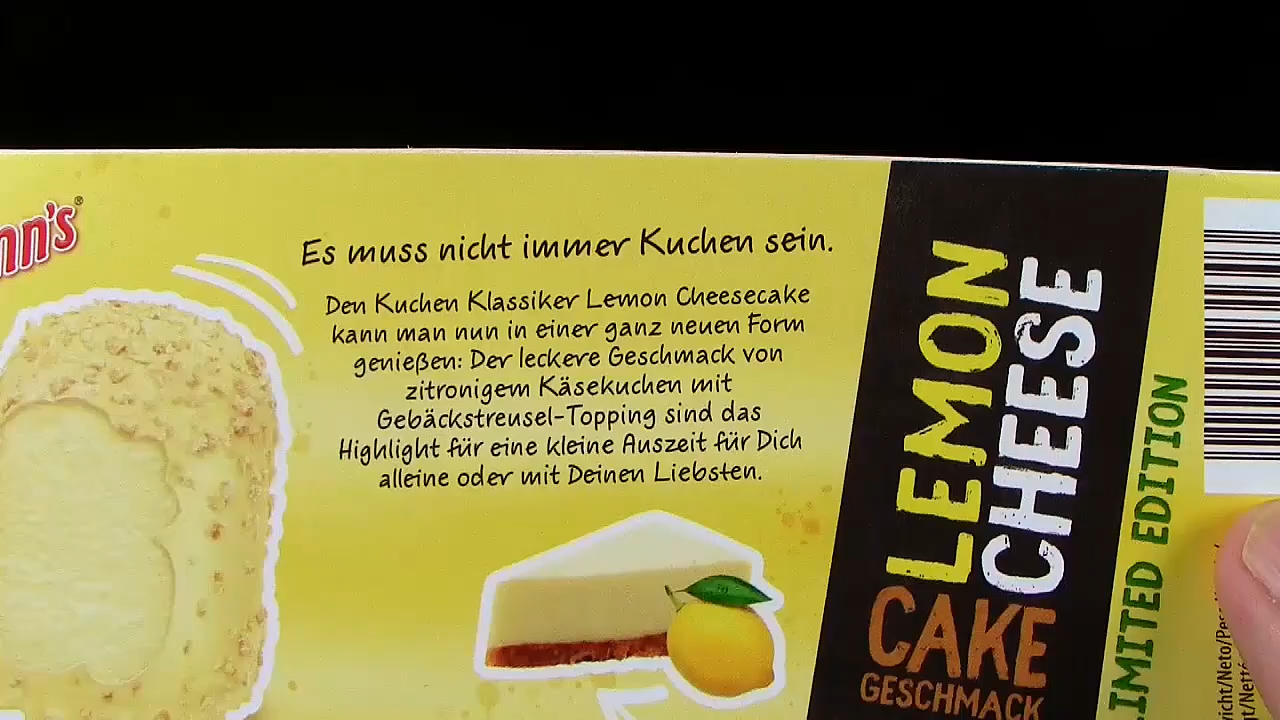 nn's®
Es muss nicht immer Kuchen sein.
Den Kuchen Klassiker Lemon Cheesecake
kann man nun in einer ganz neuen Form
genießen: Der leckere Geschmack von
zitronigem Käsekuchen mit
Gebäckstreusel-Topping sind das
Highlight für eine kleine Auszeit für Dich
alleine oder mit Deinen Liebsten.
LEMON
CHEESE
CAKE
GESCHMACK
LIMITED EDITION